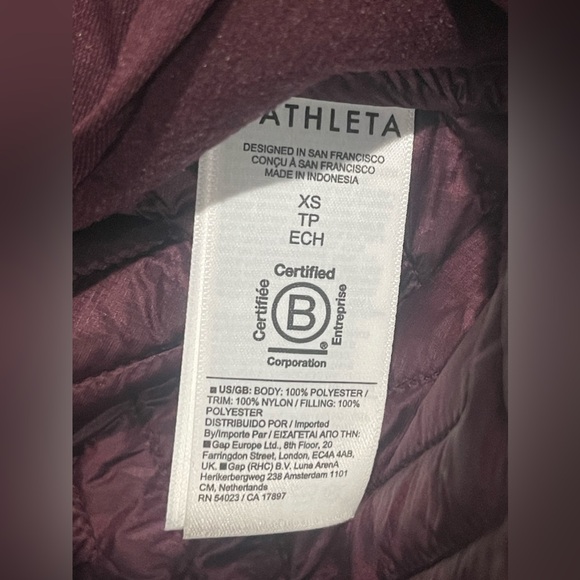 ATHLETA
DESIGNED IN SAN FRANCISCO
CONÇU À SAN FRANCISCO
MADE IN INDONESIA
XS
TP
ECH
Certified
Certifiée
B
Entreprise
®
Corporation
■ US/GB: BODY: 100% POLYESTER /
TRIM: 100% NYLON / FILLING: 100%
POLYESTER
DISTRIBUIDO POR / Imported
By/Importe Par / ΕΙΣΑΓΕΤΑΙ ΑΠΟ ΤΗΝ:
■ Gap Europe Ltd., 8th Floor, 20
Farringdon Street, London, EC4A 4AB,
UK. ■ Gap (RHC) B.V. Luna ArenA
Herikerbergweg 238 Amsterdam 1101
CM, Netherlands
RN 54023 / CA 17897